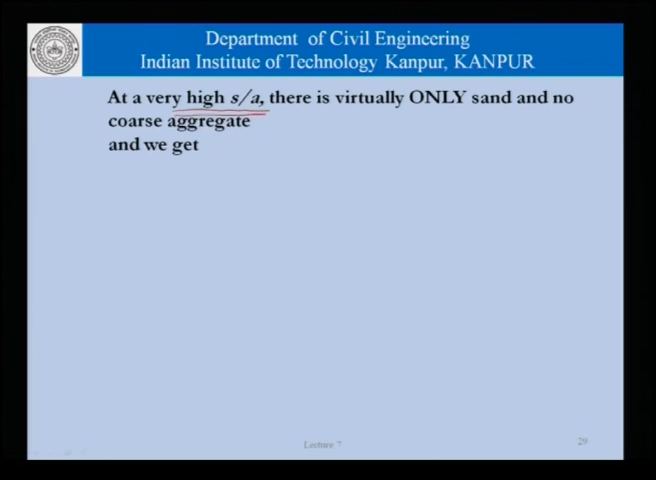 Department of Civil Engineering
Indian Institute of Technology Kanpur, KANPUR
At a very high s/a, there is virtually ONLY sand and no
coarse aggregate
and we get
Lecture 7
29